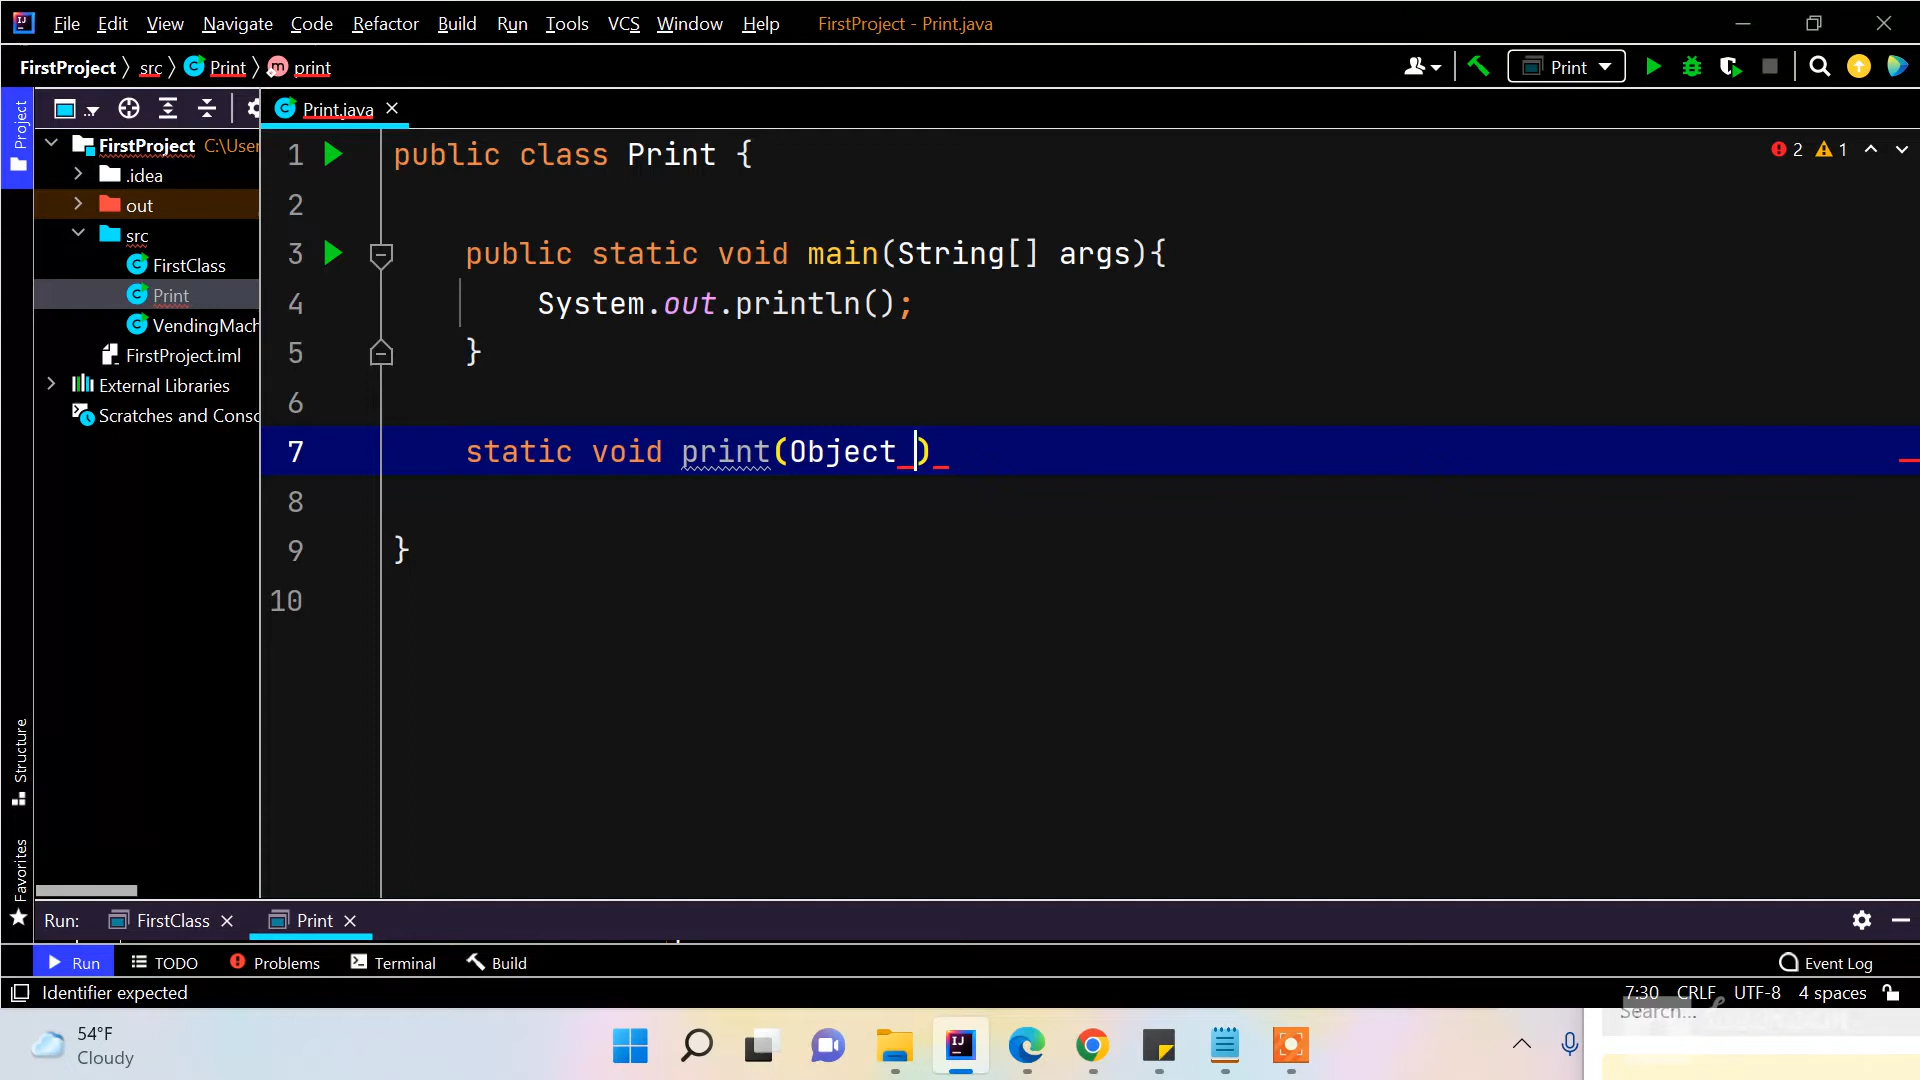 File Edit View Navigate Code Refactor Build Run Tools VCS Window Help FirstProject - Print.java
FirstProject src Print print Print
Project
Print.java
FirstProject C:\User
.idea
out
src
FirstClass
Print
VendingMach
FirstProject.iml
External Libraries
Scratches and Consc
1 public class Print {
2
3 public static void main(String[] args){
4 System.out.println();
5 }
6
7 static void print(Object )
8
9 }
10
2 1
Structure
Favorites
Run: FirstClass Print
Run TODO Problems Terminal Build Event Log
Identifier expected 7:30 CRLF UTF-8 4 spaces
Search...
54°F
Cloudy